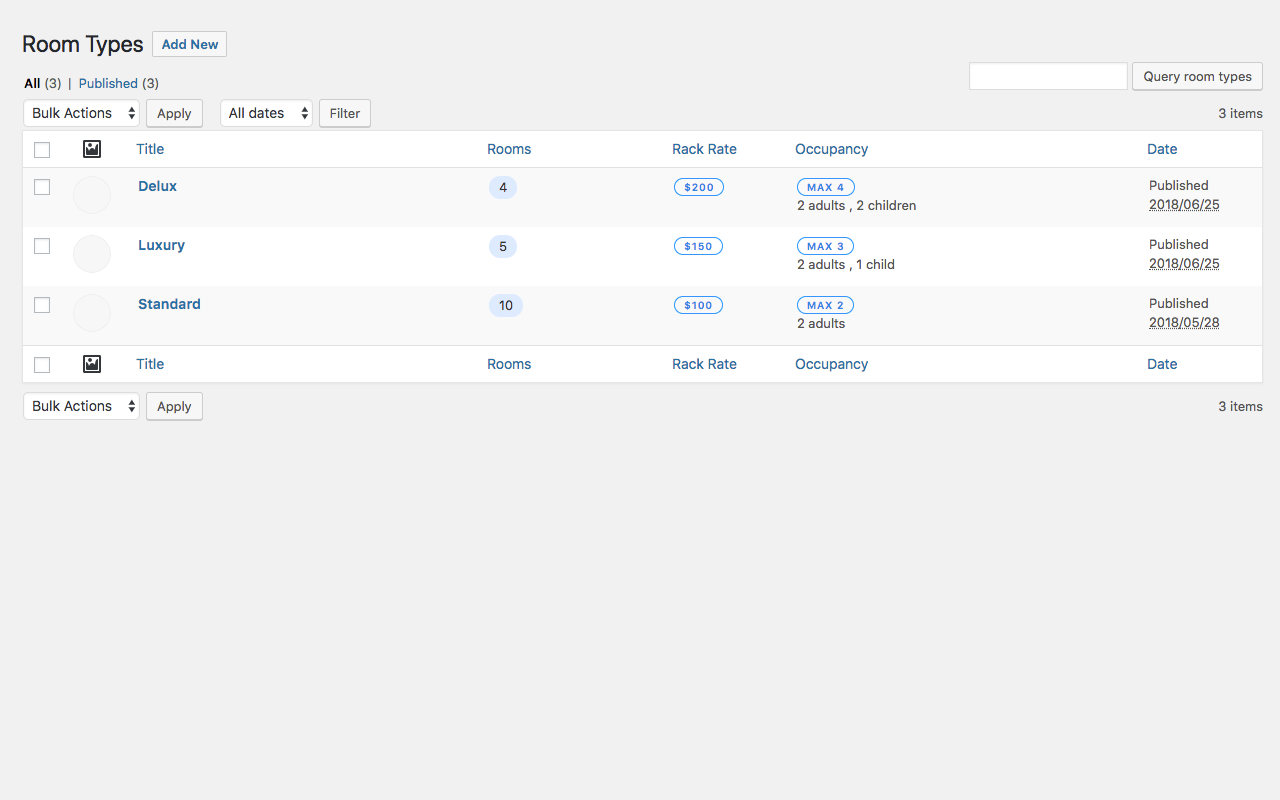 Room Types Add New
All (3) | Published (3)
Query room types
Bulk Actions Apply All dates Filter 3 items
Title Rooms Rack Rate Occupancy Date
Delux 4 $200 MAX 4 Published
2 adults , 2 children 2018/06/25
Luxury 5 $150 MAX 3 Published
2 adults , 1 child 2018/06/25
Standard 10 $100 MAX 2 Published
2 adults 2018/05/28
Title Rooms Rack Rate Occupancy Date
Bulk Actions Apply 3 items